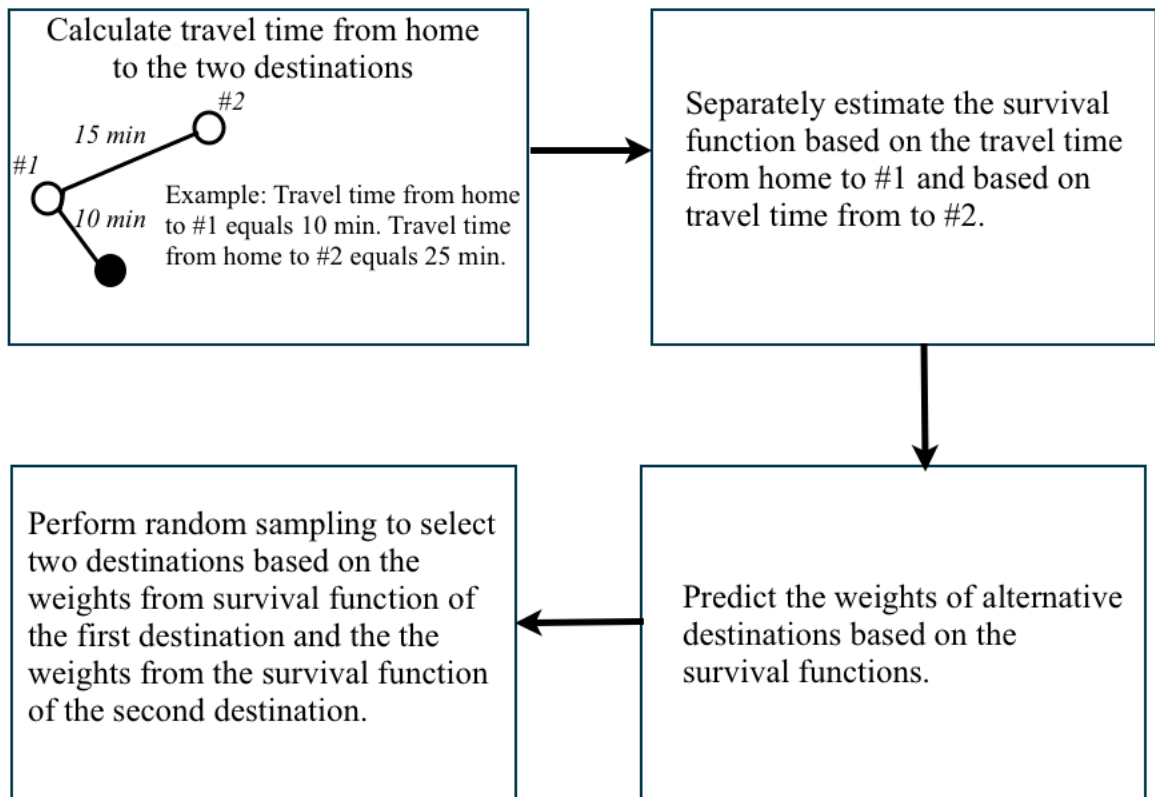 Calculate travel time from home
to the two destinations
#2
15 min
#1
10 min
Example: Travel time from home
to #1 equals 10 min. Travel time
from home to #2 equals 25 min.
Separately estimate the survival
function based on the travel time
from home to #1 and based on
travel time from to #2.
Predict the weights of alternative
destinations based on the
survival functions.
Perform random sampling to select
two destinations based on the
weights from survival function of
the first destination and the the
weights from the survival function
of the second destination.